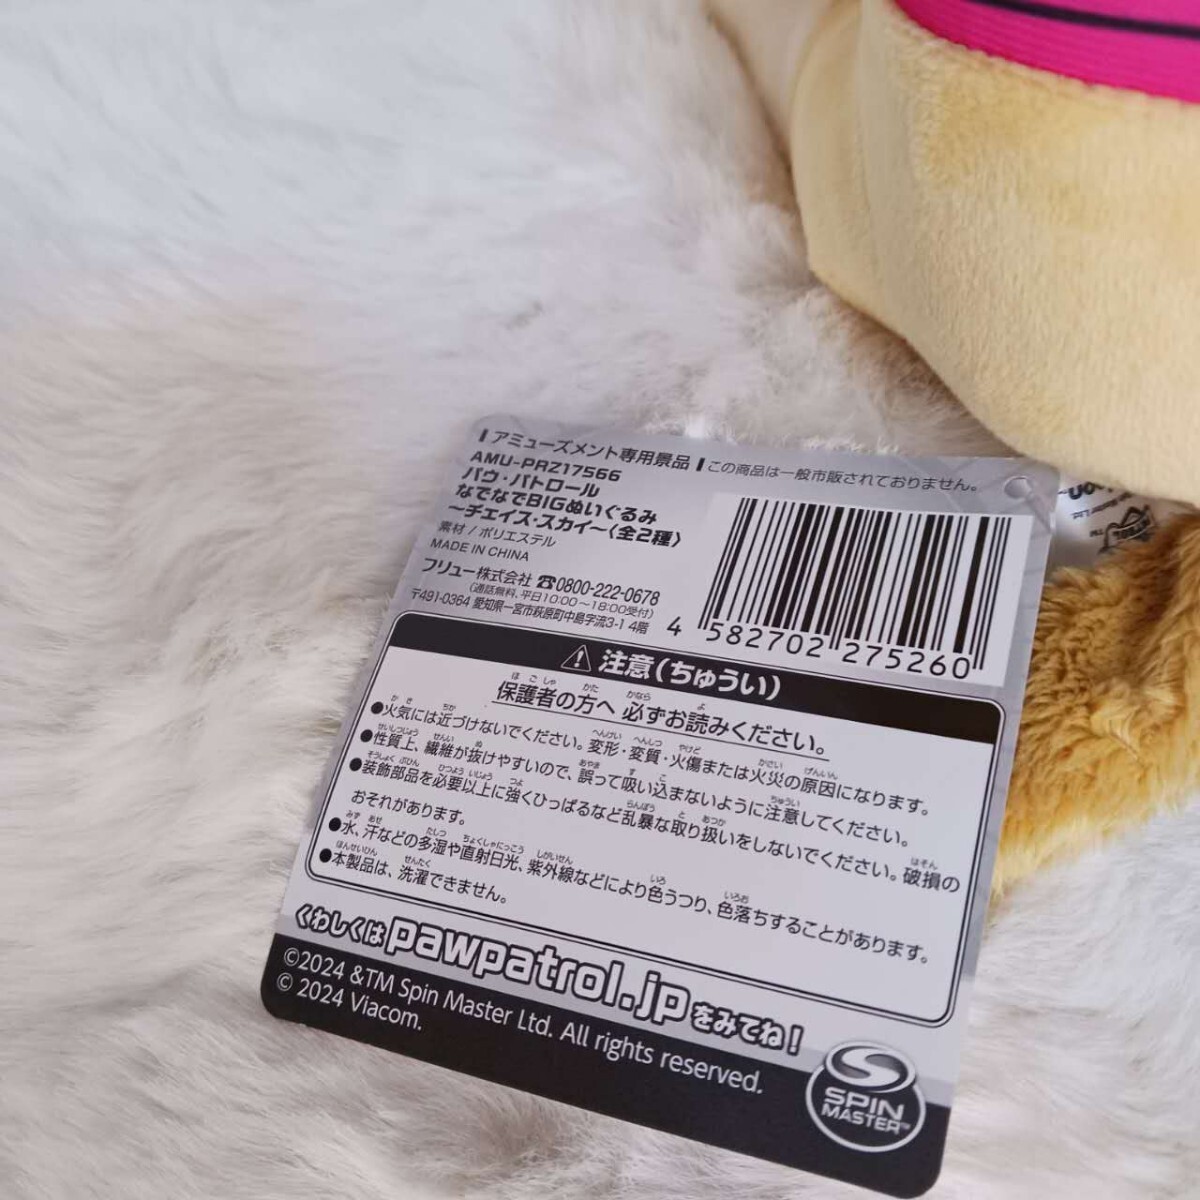 アミューズメント専用景品 この商品は一般市販されておりません。
AMU-PRZ17566
パウ・パトロール
なでなでBIGぬいぐるみ
～チェイス・スカイ～〈全2種〉
素材 / ポリエステル
MADE IN CHINA
フリュー株式会社 ☎0800-222-0678
(通話無料、平日10:00～18:00受付)
〒491-0364 愛知県一宮市萩原町中島字流3-1 4階
4 582702 275260
注意(ちゅうい)
保護者の方へ 必ずお読みください。
●火気には近づけないでください。変形・変質・火傷または火災の原因になります。
●性質上、繊維が抜けやすいので、誤って吸い込まないように注意してください。
●装飾部品を必要以上に強くひっぱるなど乱暴な取り扱いをしないでください。破損の
おそれがあります。
●水、汗などの多湿や直射日光、紫外線などにより色うつり、色落ちすることがあります。
●本製品は、洗濯できません。
くわしくは pawpatrol.jp をみてね！
©2024 &TM Spin Master Ltd. All rights reserved.
© 2024 Viacom.
SPIN
MASTER™